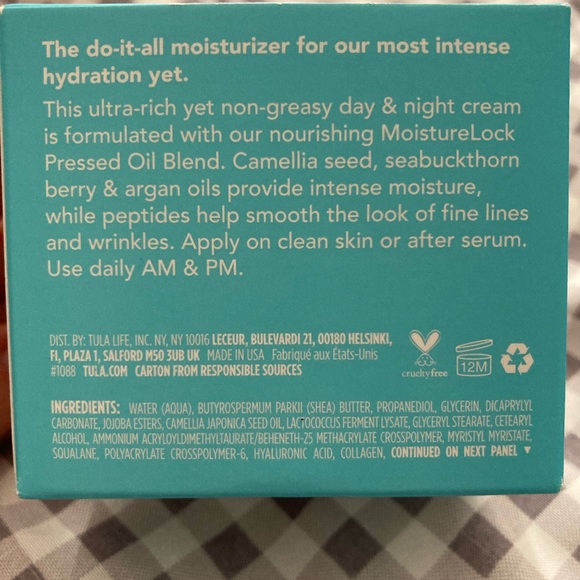 The do-it-all moisturizer for our most intense
hydration yet.
This ultra-rich yet non-greasy day & night cream
is formulated with our nourishing MoistureLock
Pressed Oil Blend. Camellia seed, seabuckthorn
berry & argan oils provide intense moisture,
while peptides help smooth the look of fine lines
and wrinkles. Apply on clean skin or after serum.
Use daily AM & PM.
DIST. BY: TULA LIFE, INC. NY, NY 10016 LECEUR, BULEVARDI 21, 00180 HELSINKI,
FI, PLAZA 1, SALFORD M50 3UB UK MADE IN USA Fabriqué aux États-Unis
#1088 TULA.COM CARTON FROM RESPONSIBLE SOURCES
crueltyfree
12M
INGREDIENTS: WATER (AQUA), BUTYROSPERMUM PARKII (SHEA) BUTTER, PROPANEDIOL, GLYCERIN, DICAPRYLYL
CARBONATE, JOJOBA ESTERS, CAMELLIA JAPONICA SEED OIL, LACTOCOCCUS FERMENT LYSATE, GLYCERYL STEARATE, CETEARYL
ALCOHOL, AMMONIUM ACRYLOYLDIMETHYLTAURATE/BEHENETH-25 METHACRYLATE CROSSPOLYMER, MYRISTYL MYRISTATE,
SQUALANE, POLYACRYLATE CROSSPOLYMER-6, HYALURONIC ACID, COLLAGEN, CONTINUED ON NEXT PANEL ▼